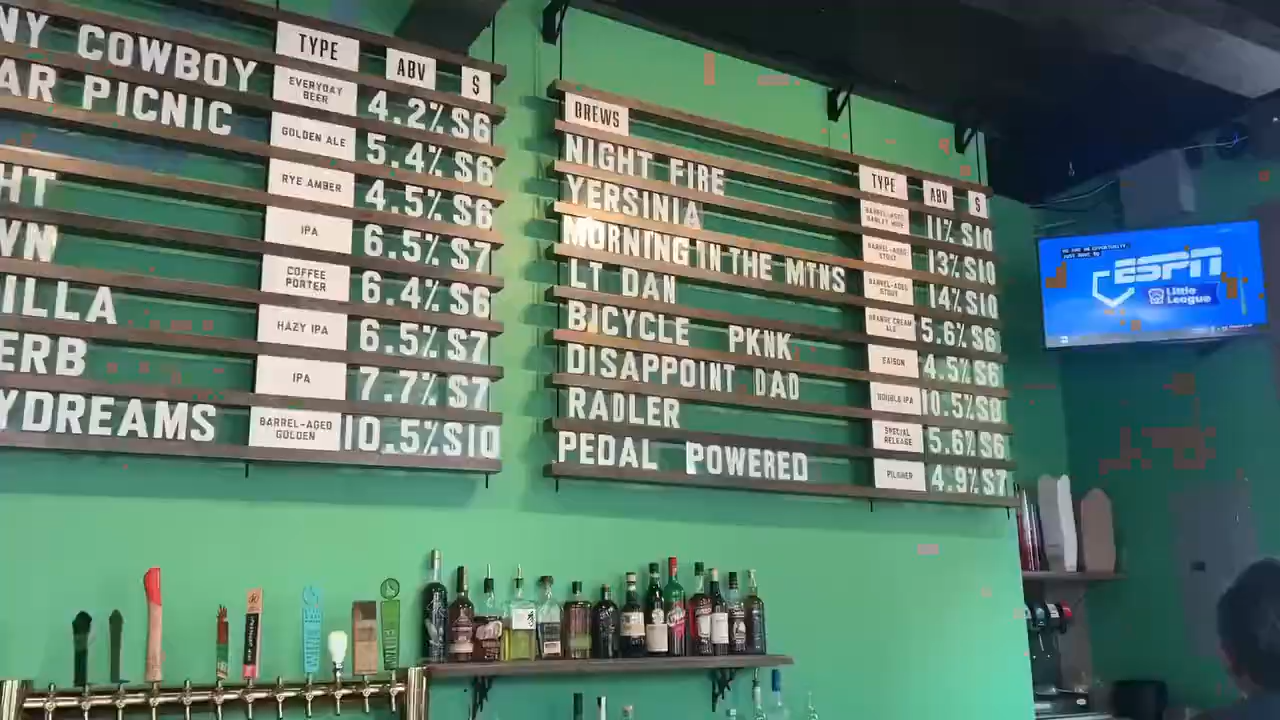 TYPE ABV $
NY COWBOY EVERYDAY BEER 4.2% $6
AR PICNIC GOLDEN ALE 5.4% $6
RYE AMBER 4.5% $6
HT IPA 6.5% $7
WN COFFEE PORTER 6.4% $6
ILLA HAZY IPA 6.5% $7
ERB IPA 7.7% $7
YDREAMS BARREL-AGED GOLDEN 10.5% $10
BREWS TYPE ABV $
NIGHT FIRE BARREL-AGED BARLEY WINE 11% $10
YERSINIA BARREL-AGED STOUT 13% $10
MORNING IN THE MTNS BARREL-AGED STOUT 14% $10
LT DAN ORANGE CREAM ALE 5.6% $6
BICYCLE PKNK 4.5% $6
DISAPPOINT DAD DOUBLE IPA 10.5% $8
RADLER SPECIAL RELEASE 5.6% $6
PEDAL POWERED PILSNER 4.9% $7
ESPN
Little
League